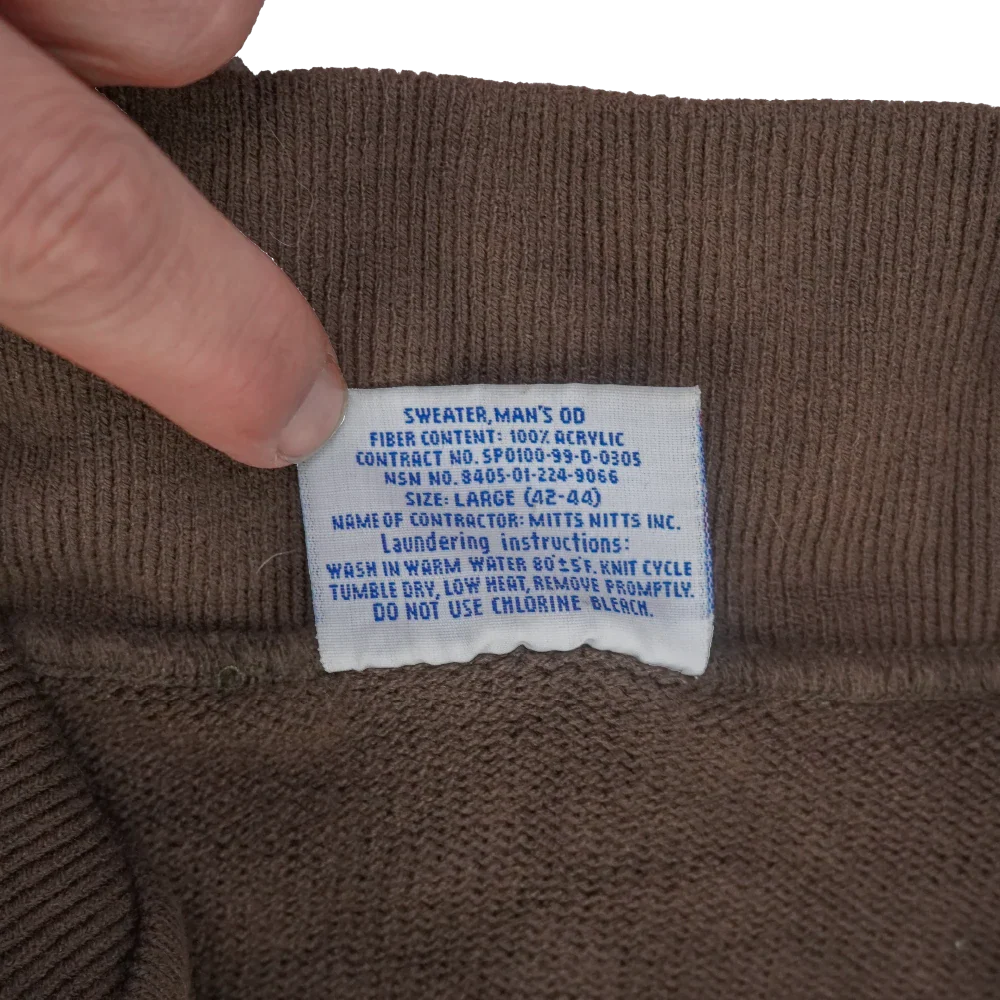 SWEATER, MAN'S OD
FIBER CONTENT: 100% ACRYLIC
CONTRACT NO. SPO100-99-D-0305
NSN NO. 8405-01-224-9066
SIZE: LARGE (42-44)
NAME OF CONTRACTOR: MITTS NITTS INC.
Laundering instructions:
WASH IN WARM WATER 80°±5F. KNIT CYCLE
TUMBLE DRY, LOW HEAT, REMOVE PROMPTLY.
DO NOT USE CHLORINE BLEACH.